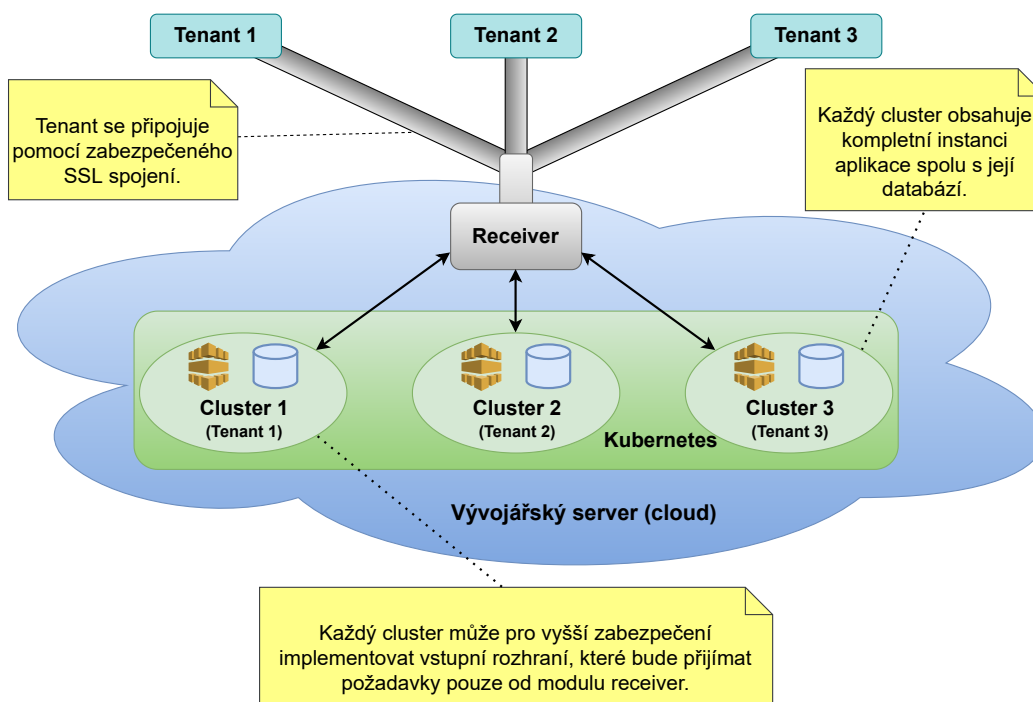 Tenant 1
Tenant 2
Tenant 3
Tenant se připojuje
pomocí zabezpečeného
SSL spojení.
Každý cluster obsahuje
kompletní instanci
aplikace spolu s její
databází.
Receiver
Cluster 1
(Tenant 1)
Cluster 2
(Tenant 2)
Cluster 3
(Tenant 3)
Kubernetes
Vývojářský server (cloud)
Každý cluster může pro vyšší zabezpečení
implementovat vstupní rozhraní, které bude přijímat
požadavky pouze od modulu receiver.